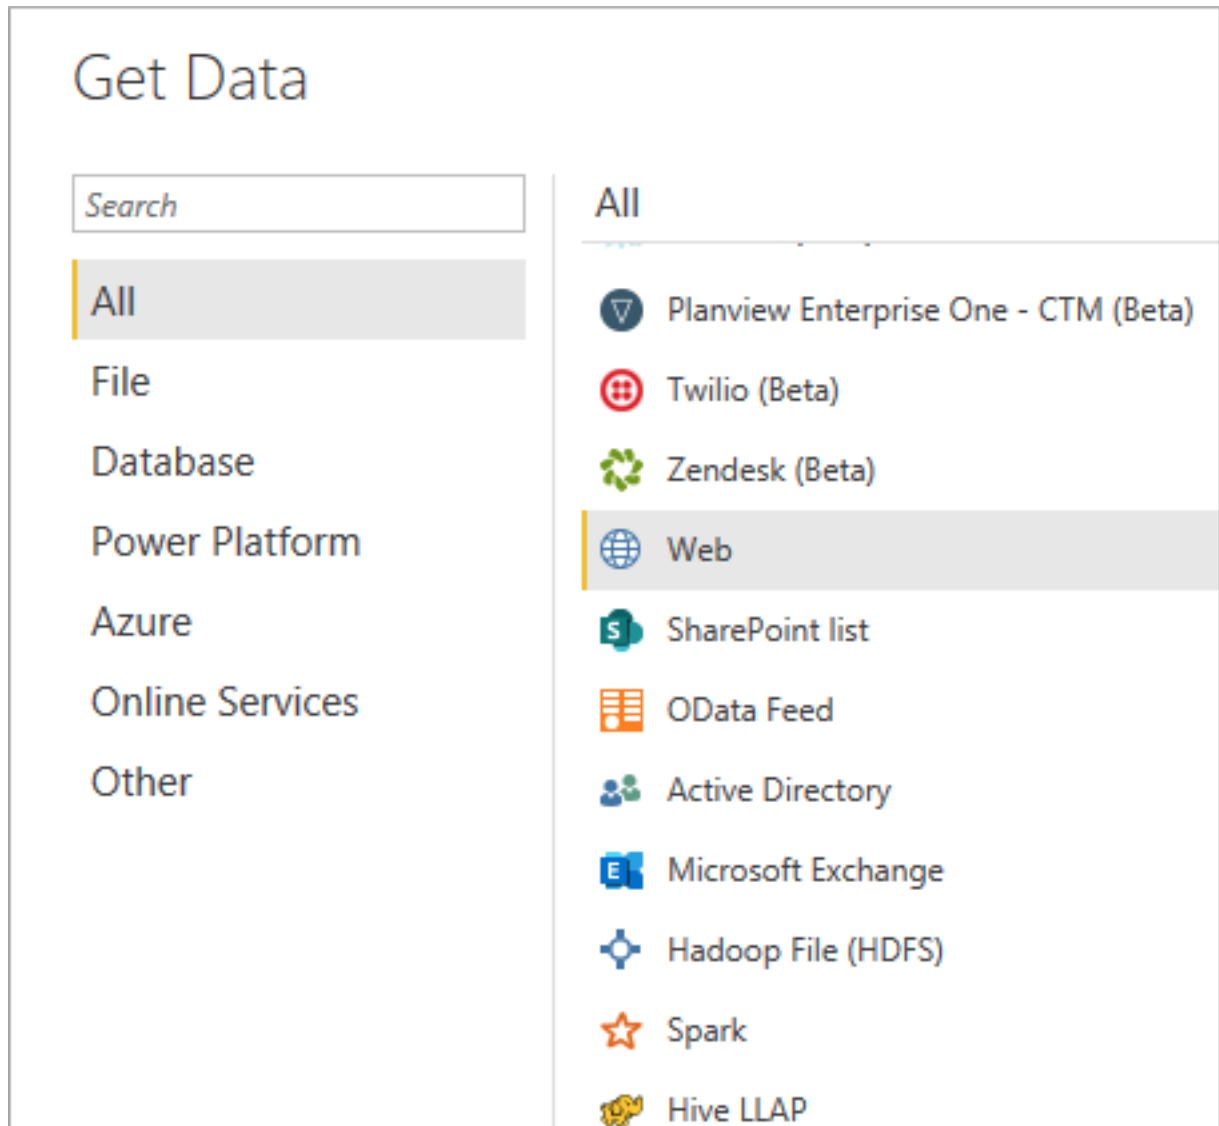 Get Data
Search
All
File
Database
Power Platform
Azure
Online Services
Other
All
Planview Enterprise One - CTM (Beta)
Twilio (Beta)
Zendesk (Beta)
Web
SharePoint list
OData Feed
Active Directory
Microsoft Exchange
Hadoop File (HDFS)
Spark
Hive LLAP